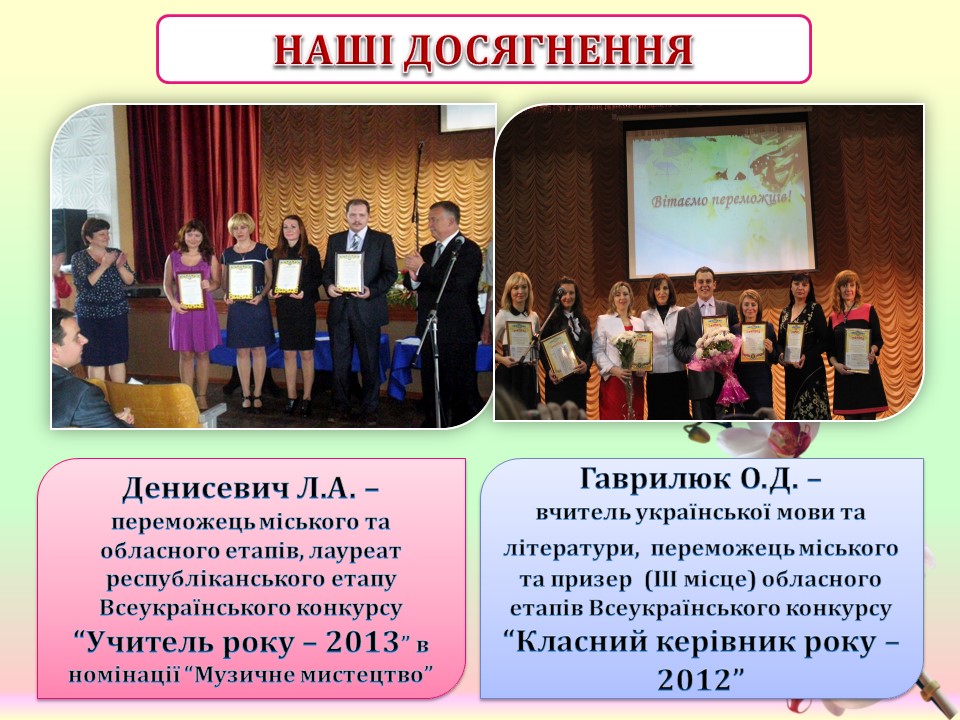 НАШІ ДОСЯГНЕННЯ
Вітаємо переможців!
Денисевич Л.А. –
переможець міського та
обласного етапів, лауреат
республіканського етапу
Всеукраїнського конкурсу
“Учитель року – 2013” в
номінації “Музичне мистецтво”
Гаврилюк О.Д. –
вчитель української мови та
літератури, переможець міського
та призер (ІІІ місце) обласного
етапів Всеукраїнського конкурсу
“Класний керівник року –
2012”